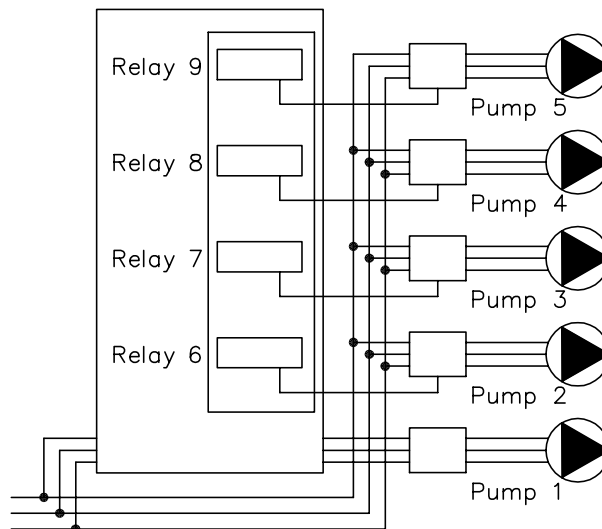 Relay 9
Pump 5
Relay 8
Pump 4
Relay 7
Pump 3
Relay 6
Pump 2
Pump 1